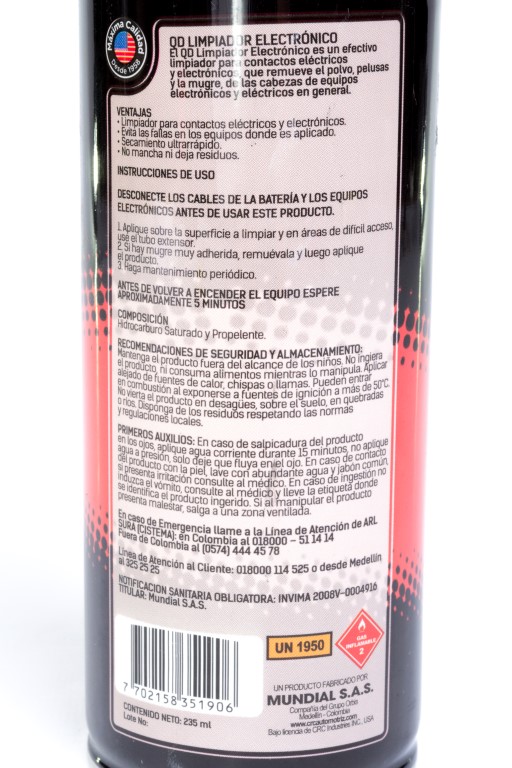 Máxima Calidad
Desde 1958
QD LIMPIADOR ELECTRÓNICO
El QD Limpiador Electrónico es un efectivo
limpiador para contactos eléctricos
y electrónicos, que remueve el polvo, pelusas
y la mugre, de las cabezas de equipos
electrónicos y eléctricos en general.
VENTAJAS
• Limpiador para contactos eléctricos y electrónicos.
• Evita las fallas en los equipos donde es aplicado.
• Secamiento ultrarrápido.
• No mancha ni deja residuos.
INSTRUCCIONES DE USO
DESCONECTE LOS CABLES DE LA BATERÍA Y LOS EQUIPOS
ELECTRÓNICOS ANTES DE USAR ESTE PRODUCTO.
1. Aplique sobre la superficie a limpiar y en áreas de difícil acceso,
use el tubo extensor.
2. Si hay mugre muy adherida, remuévala y luego aplique
el producto.
3. Haga mantenimiento periódico.
ANTES DE VOLVER A ENCENDER EL EQUIPO ESPERE
APROXIMADAMENTE 5 MINUTOS
COMPOSICIÓN
Hidrocarburo Saturado y Propelente.
RECOMENDACIONES DE SEGURIDAD Y ALMACENAMIENTO:
Mantenga el producto fuera del alcance de los niños. No ingiera
el producto, ni consuma alimentos mientras lo manipula. Aplicar
alejado de fuentes de calor, chispas o llamas. Pueden entrar
en combustión al exponerse a fuentes de ignición a más de 50°C.
No vierta el producto en desagües, sobre el suelo, en quebradas
o ríos. Disponga de los residuos respetando las normas
y regulaciones locales.
PRIMEROS AUXILIOS: En caso de salpicadura del producto
en los ojos, aplique agua corriente durante 15 minutos, no aplique
agua a presión, solo deje que fluya en el ojo. En caso de contacto
del producto con la piel, lave con abundante agua y jabón común,
si presenta irritación consulte al médico. En caso de ingestión no
induzca el vómito, consulte al médico y lleve la etiqueta donde
se identifica el producto ingerido. Si al manipular el producto
presenta malestar, salga a una zona ventilada.
En caso de Emergencia llame a la Línea de Atención de ARL
SURA (CISTEMA): en Colombia al 018000 – 51 14 14
Fuera de Colombia al (0574) 444 45 78
Línea de Atención al Cliente: 018000 114 525 o desde Medellín
al 325 25 25
NOTIFICACION SANITARIA OBLIGATORIA: INVIMA 2008V-0004916
TITULAR: Mundial S.A.S.
7 702158 351906
UN 1950
GAS
INFLAMABLE
2
CONTENIDO NETO: 235 ml
Lote No:
UN PRODUCTO FABRICADO POR
MUNDIAL S.A.S.
Compañía del Grupo Orbis
Medellín - Colombia
www.crcautomotriz.com
Bajo licencia de CRC Industries INC., USA